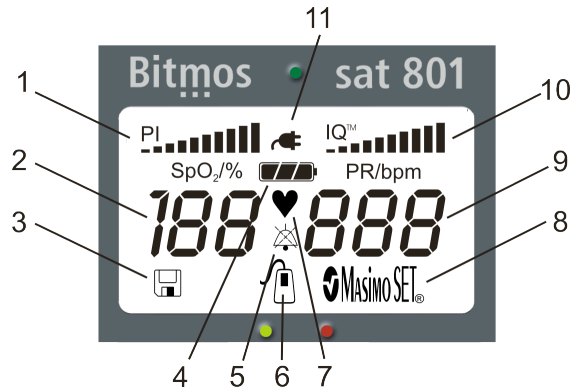 11
Bitmos sat 801
1 PI IQ™ 10
SpO₂/% PR/bpm
2 188 888 9
3 Masimo SET® 8
4 5 6 7